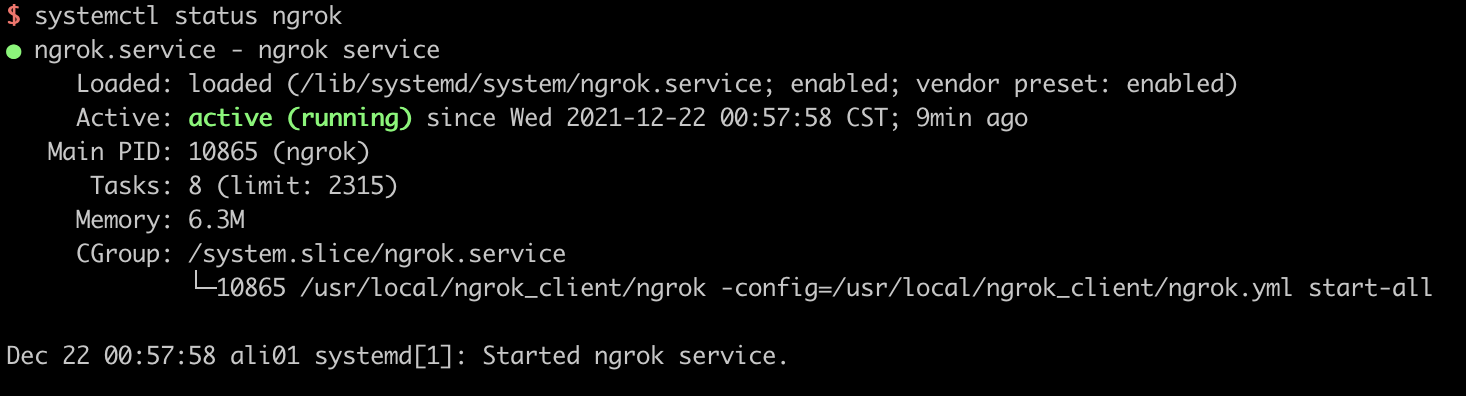 $ systemctl status ngrok
● ngrok.service - ngrok service
     Loaded: loaded (/lib/systemd/system/ngrok.service; enabled; vendor preset: enabled)
     Active: active (running) since Wed 2021-12-22 00:57:58 CST; 9min ago
   Main PID: 10865 (ngrok)
      Tasks: 8 (limit: 2315)
     Memory: 6.3M
     CGroup: /system.slice/ngrok.service
             └─10865 /usr/local/ngrok_client/ngrok -config=/usr/local/ngrok_client/ngrok.yml start-all

Dec 22 00:57:58 ali01 systemd[1]: Started ngrok service.